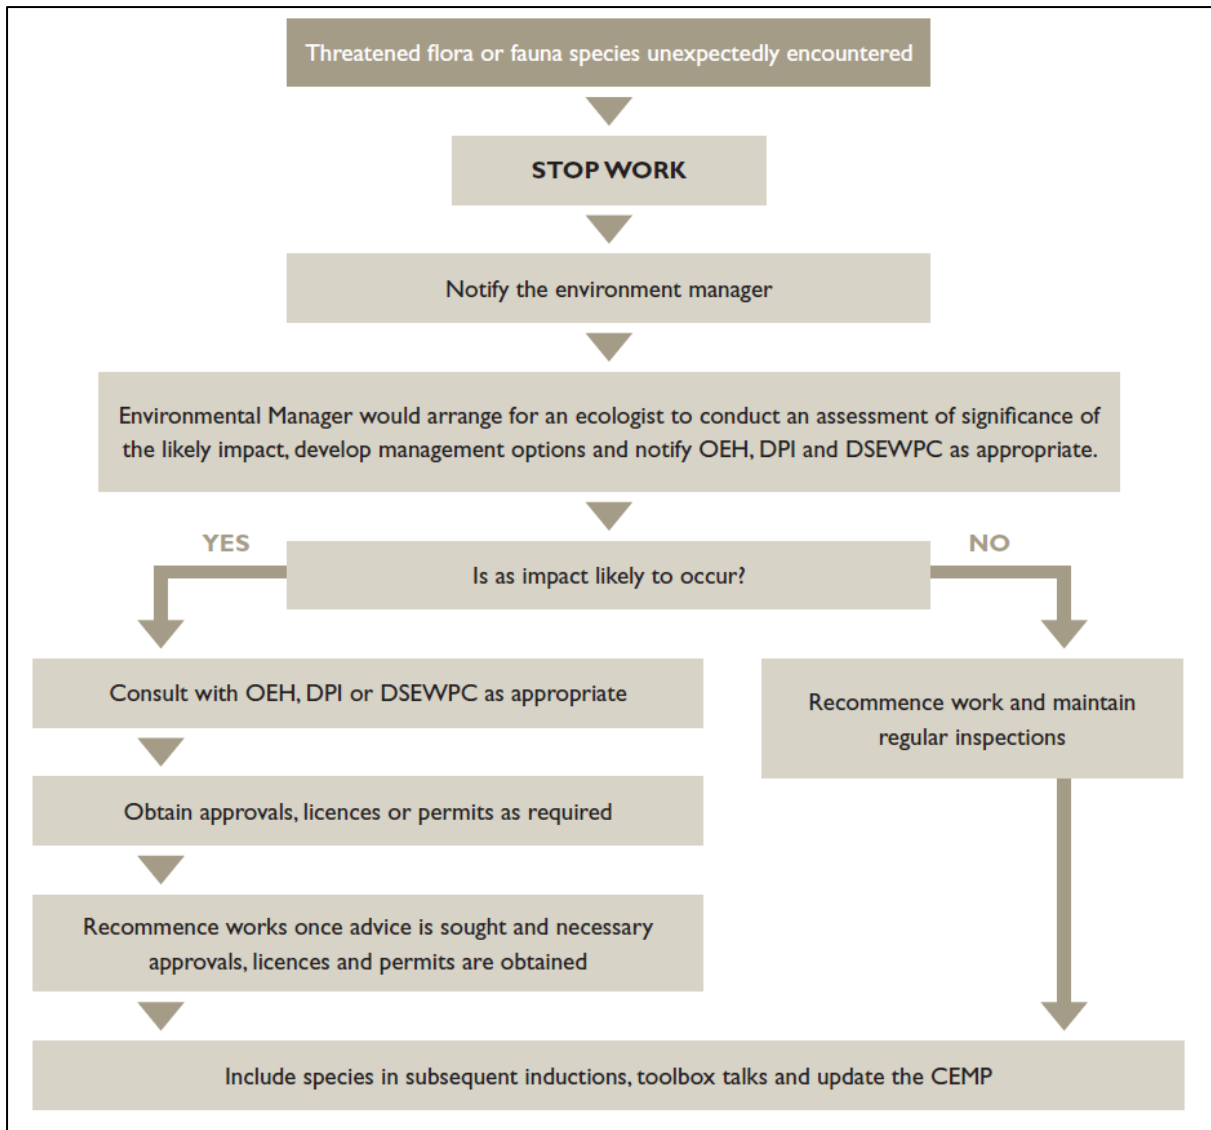 Threatened flora or fauna species unexpectedly encountered
STOP WORK
Notify the environment manager
Environmental Manager would arrange for an ecologist to conduct an assessment of significance of
the likely impact, develop management options and notify OEH, DPI and DSEWPC as appropriate.
YES
NO
Is as impact likely to occur?
Consult with OEH, DPI or DSEWPC as appropriate
Recommence work and maintain
regular inspections
Obtain approvals, licences or permits as required
Recommence works once advice is sought and necessary
approvals, licences and permits are obtained
Include species in subsequent inductions, toolbox talks and update the CEMP